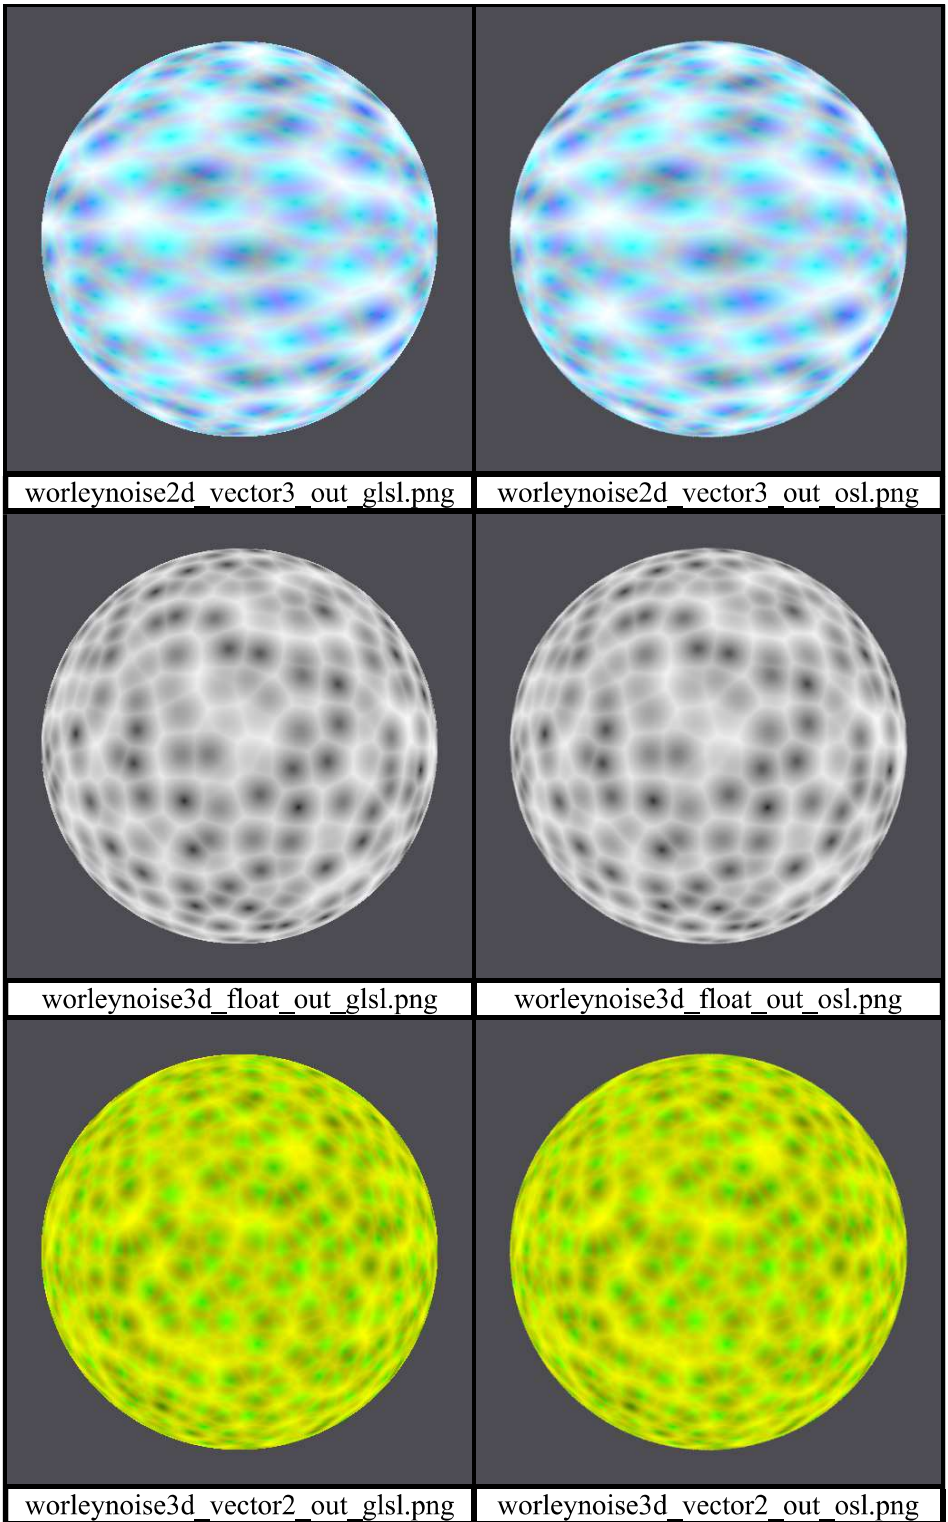 worleynoise2d_vector3_out_glsl.png
worleynoise2d_vector3_out_osl.png
worleynoise3d_float_out_glsl.png
worleynoise3d_float_out_osl.png
worleynoise3d_vector2_out_glsl.png
worleynoise3d_vector2_out_osl.png